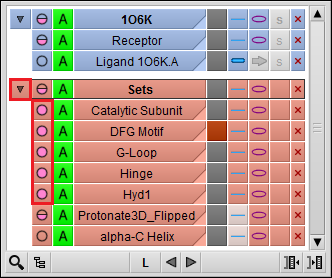 A 1O6K s ×
A Receptor s ×
A Ligand 1O6K.A s ×
A Sets ×
A Catalytic Subunit ×
A DFG Motif ×
A G-Loop ×
A Hinge ×
A Hyd1 ×
A Protonate3D_Flipped ×
A alpha-C Helix ×
L